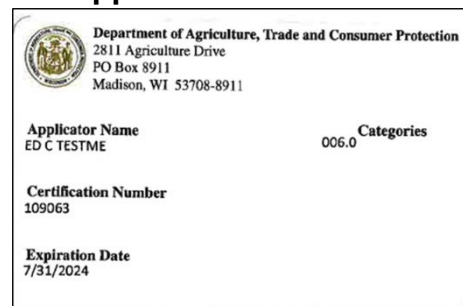 Department of Agriculture, Trade and Consumer Protection
2811 Agriculture Drive
PO Box 8911
Madison, WI 53708-8911
Applicator Name
Categories
ED C TESTME
006.0
Certification Number
109063
Expiration Date
7/31/2024